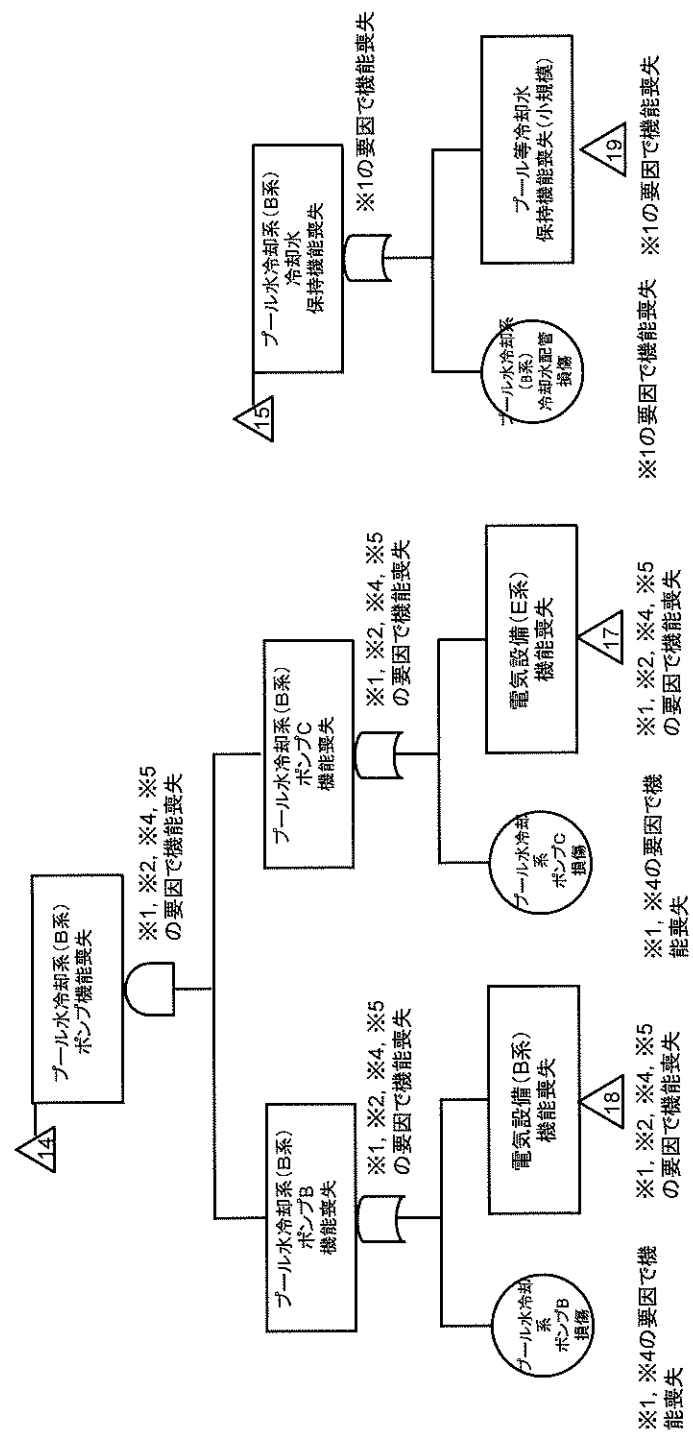 14
プール水冷却系(B系)
ポンプ機能喪失
※1, ※2, ※4, ※5
の要因で機能喪失
プール水冷却系(B系)
ポンプB
機能喪失
※1, ※2, ※4, ※5
の要因で機能喪失
プール水冷却
系
ポンプB
損傷
※1, ※4の要因で機
能喪失
電気設備(B系)
機能喪失
18
※1, ※2, ※4, ※5
の要因で機能喪失
プール水冷却系(B系)
ポンプC
機能喪失
※1, ※2, ※4, ※5
の要因で機能喪失
プール水冷却
系
ポンプC
損傷
※1, ※4の要因で機
能喪失
電気設備(E系)
機能喪失
17
※1, ※2, ※4, ※5
の要因で機能喪失
15
プール水冷却系(B系)
冷却水
保持機能喪失
※1の要因で機能喪失
プール水冷却系
(B系)
冷却水配管
損傷
※1の要因で機能喪失
プール等冷却水
保持機能喪失(小規模)
19
※1の要因で機能喪失